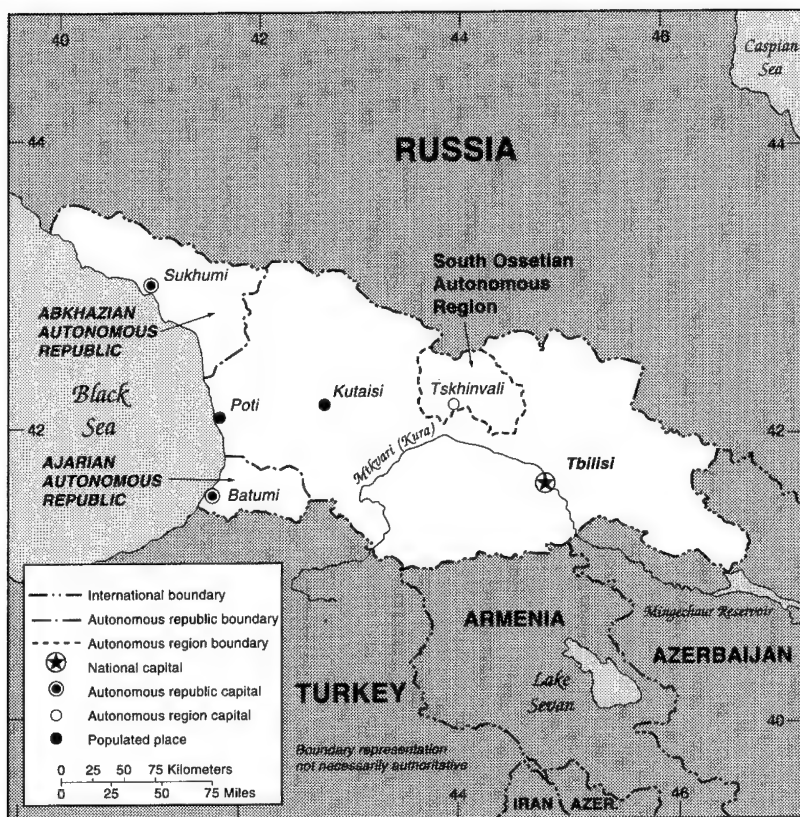 40 42 44 46
Caspian
Sea
44 44
RUSSIA
Sukhumi
South Ossetian
Autonomous
Region
ABKHAZIAN
AUTONOMOUS
REPUBLIC
Black
Sea
Poti
Kutaisi
Tskhinvali
42 42
Mtkvari (Kura)
Tbilisi
AJARIAN
AUTONOMOUS
REPUBLIC
Batumi
International boundary
Autonomous republic boundary
Autonomous region boundary
National capital
Autonomous republic capital
Autonomous region capital
Populated place
0 25 50 75 Kilometers
0 25 50 75 Miles
ARMENIA
Mingechaur Reservoir
AZERBAIJAN
TURKEY
Lake
Sevan
40
Boundary representation
not necessarily authoritative
44 46
IRAN AZER.